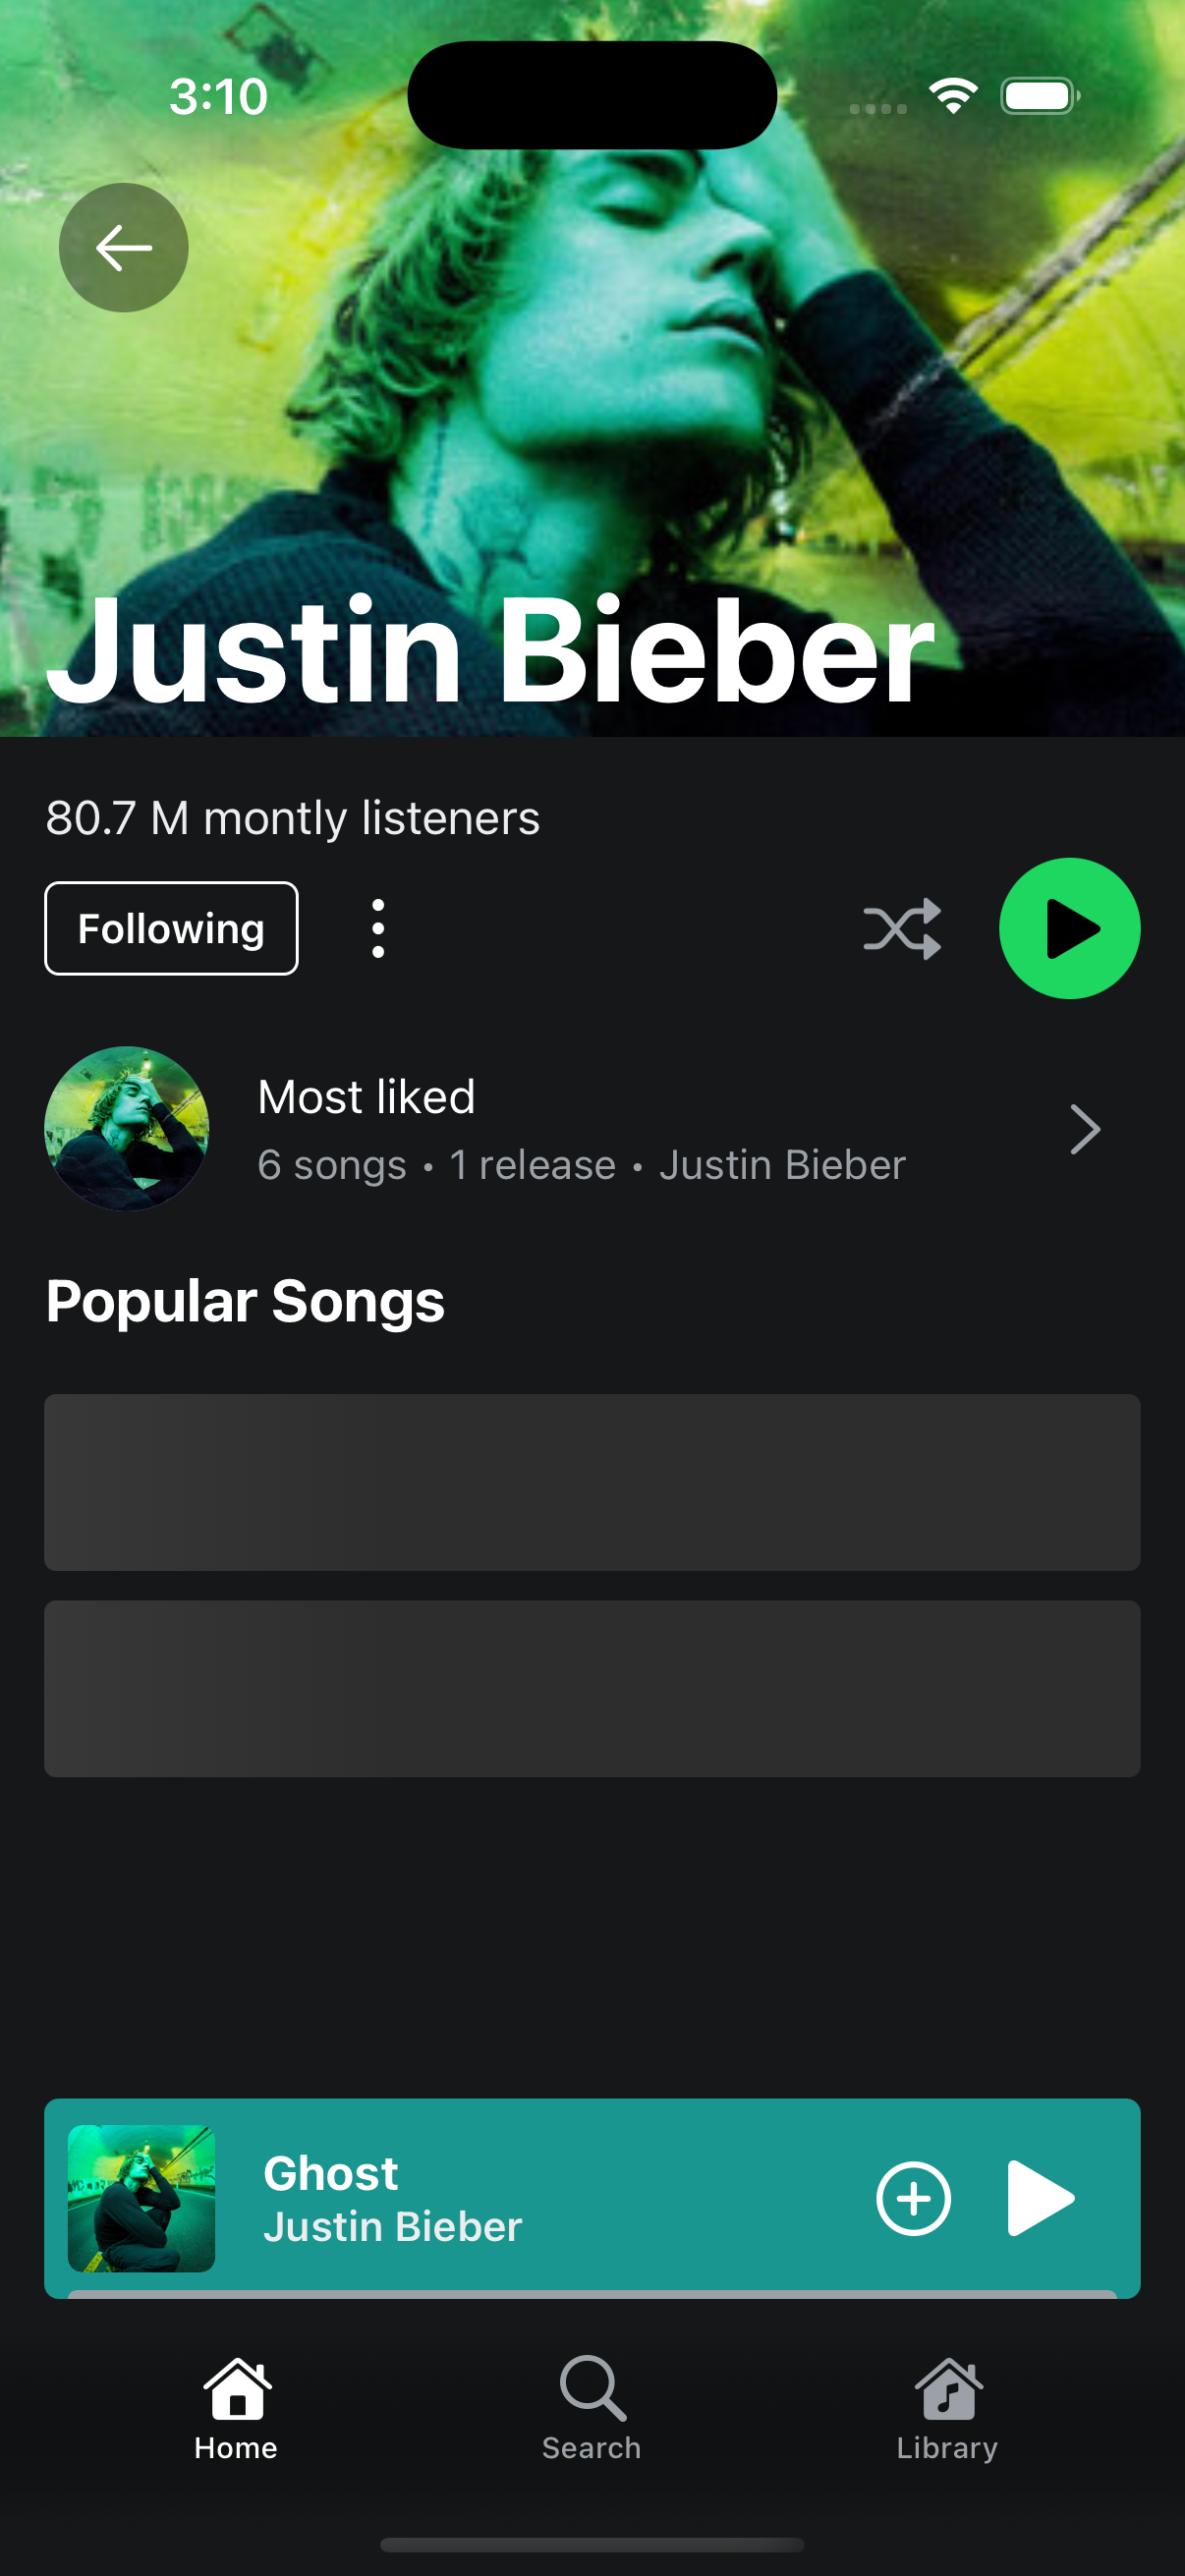 3:10
Justin Bieber
80.7 M montly listeners
Following
Most liked
6 songs • 1 release • Justin Bieber
Popular Songs
Ghost
Justin Bieber
Home
Search
Library